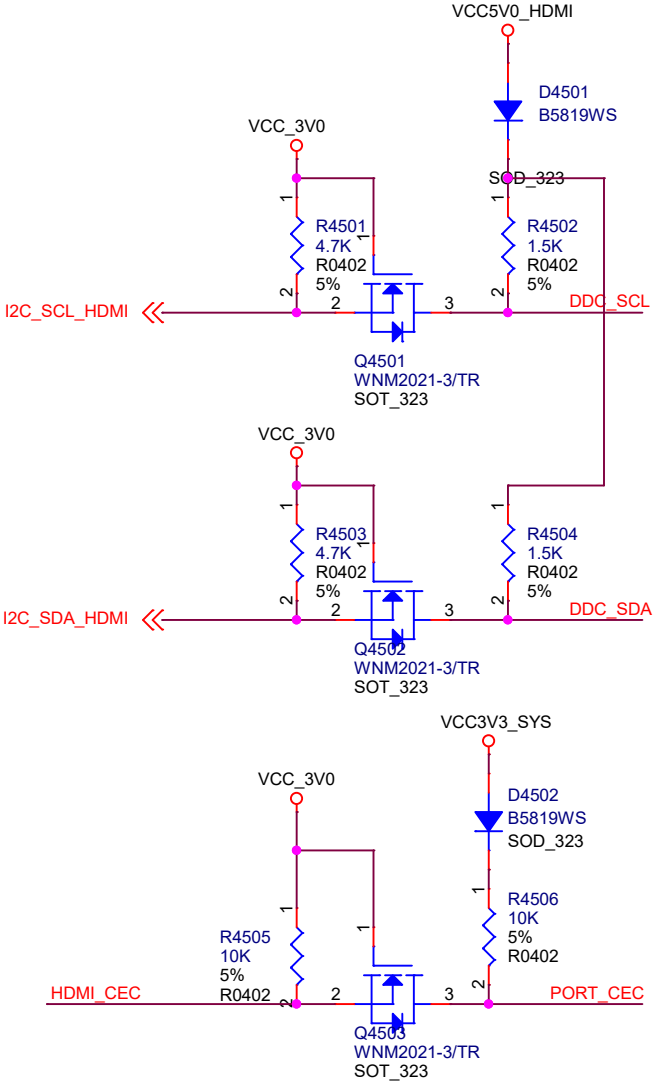 VCC5V0_HDMI
D4501
B5819WS
SOD_323
VCC_3V0
1
R4501
4.7K
R0402
5%
2
1
1
R4502
1.5K
R0402
5%
2
I2C_SCL_HDMI
2
3
DDC_SCL
Q4501
WNM2021-3/TR
SOT_323
VCC_3V0
1
R4503
4.7K
R0402
5%
2
1
1
R4504
1.5K
R0402
5%
2
I2C_SDA_HDMI
2
3
DDC_SDA
Q4502
WNM2021-3/TR
SOT_323
VCC3V3_SYS
D4502
B5819WS
SOD_323
VCC_3V0
1
R4505
10K
5%
R0402
2
1
1
R4506
10K
5%
R0402
2
HDMI_CEC
2
3
PORT_CEC
Q4503
WNM2021-3/TR
SOT_323